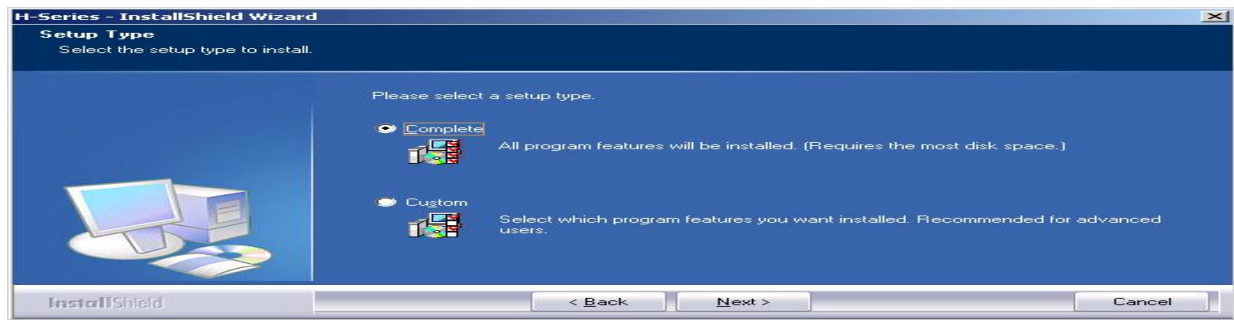 H-Series - InstallShield Wizard
Setup Type
Select the setup type to install.
Please select a setup type.
Complete
All program features will be installed. (Requires the most disk space.)
Custom
Select which program features you want installed. Recommended for advanced
users.
InstallShield
< Back
Next >
Cancel